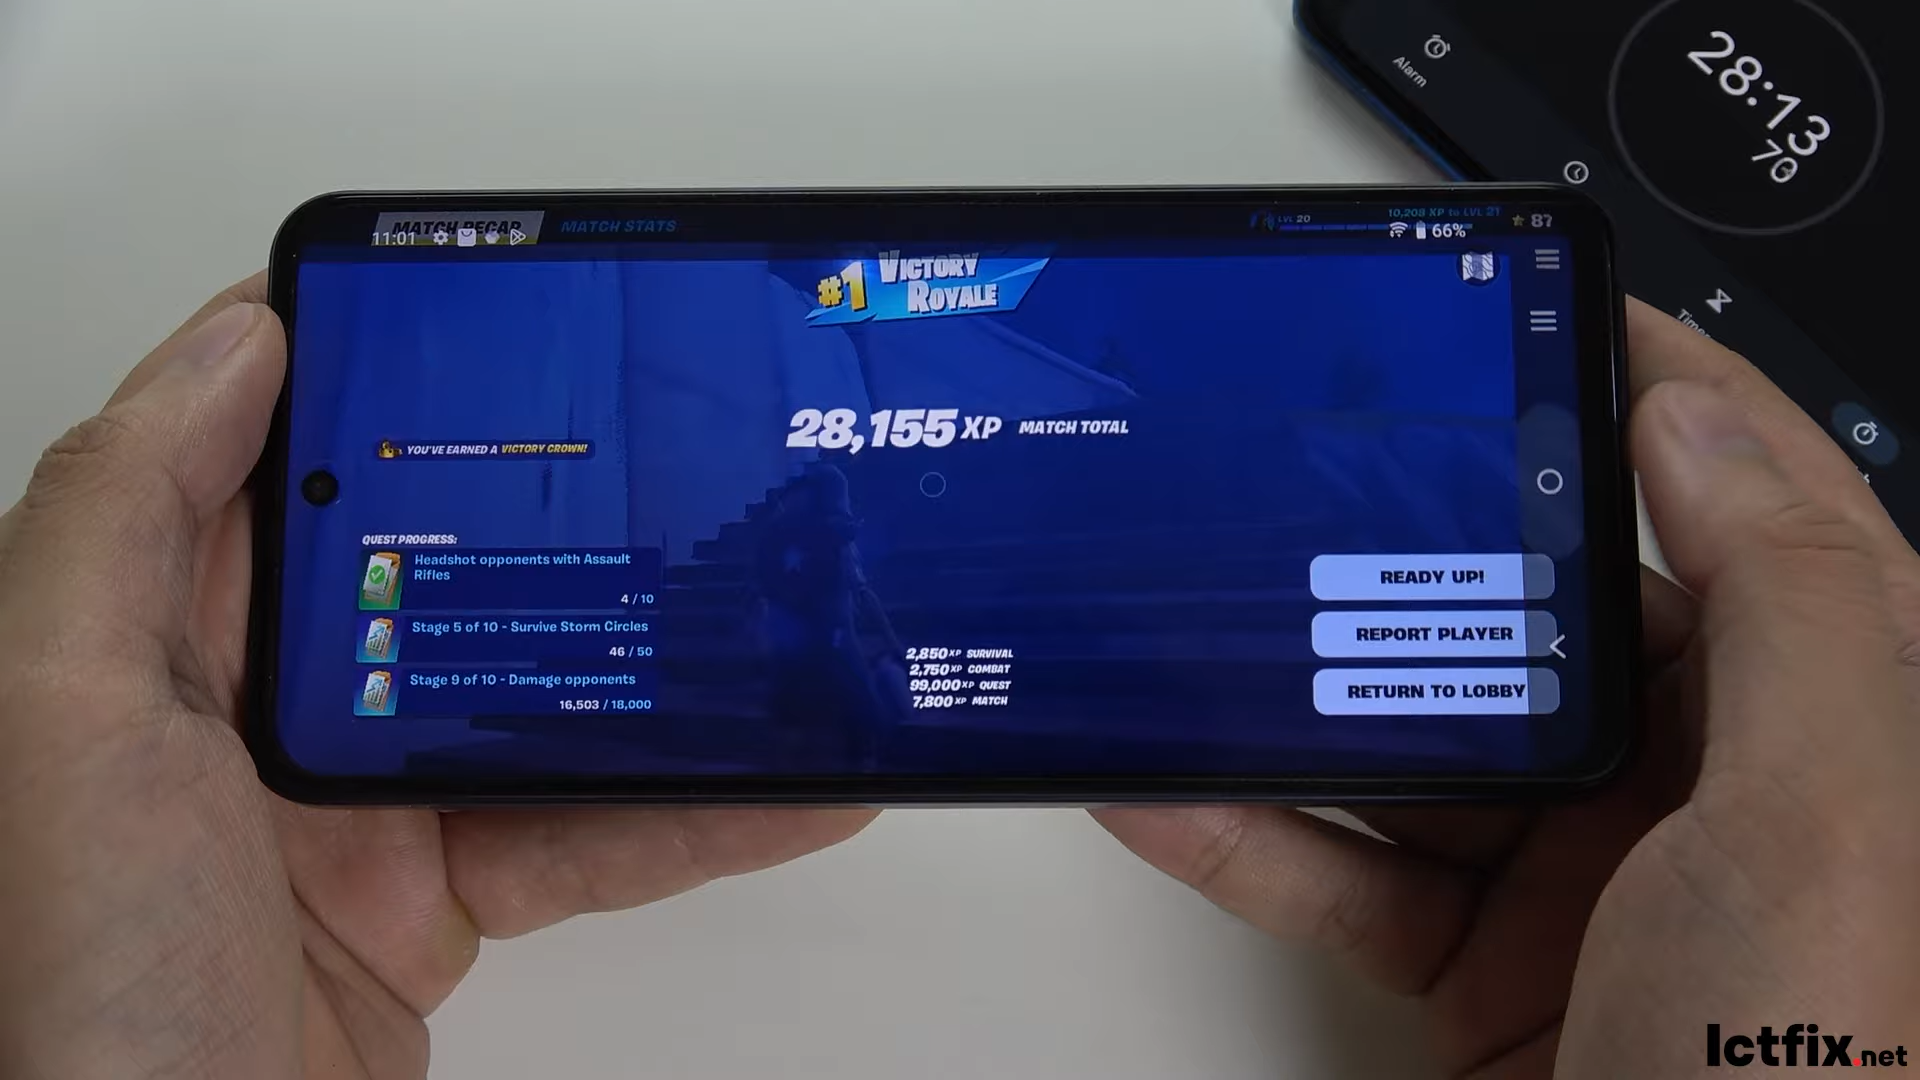 Alarm
28:13
70
MATCH RECAP
MATCH STATS
11:01
LVL 20
10,208 XP to LVL 21
87
66%
#1 VICTORY
ROYALE
28,155 XP MATCH TOTAL
YOU'VE EARNED A VICTORY CROWN!
QUEST PROGRESS:
Headshot opponents with Assault
Rifles
4 / 10
Stage 5 of 10 - Survive Storm Circles
46 / 50
Stage 9 of 10 - Damage opponents
16,503 / 18,000
2,850 XP SURVIVAL
2,750 XP COMBAT
99,000 XP QUEST
7,800 XP MATCH
READY UP!
REPORT PLAYER
RETURN TO LOBBY
Ictfix.net